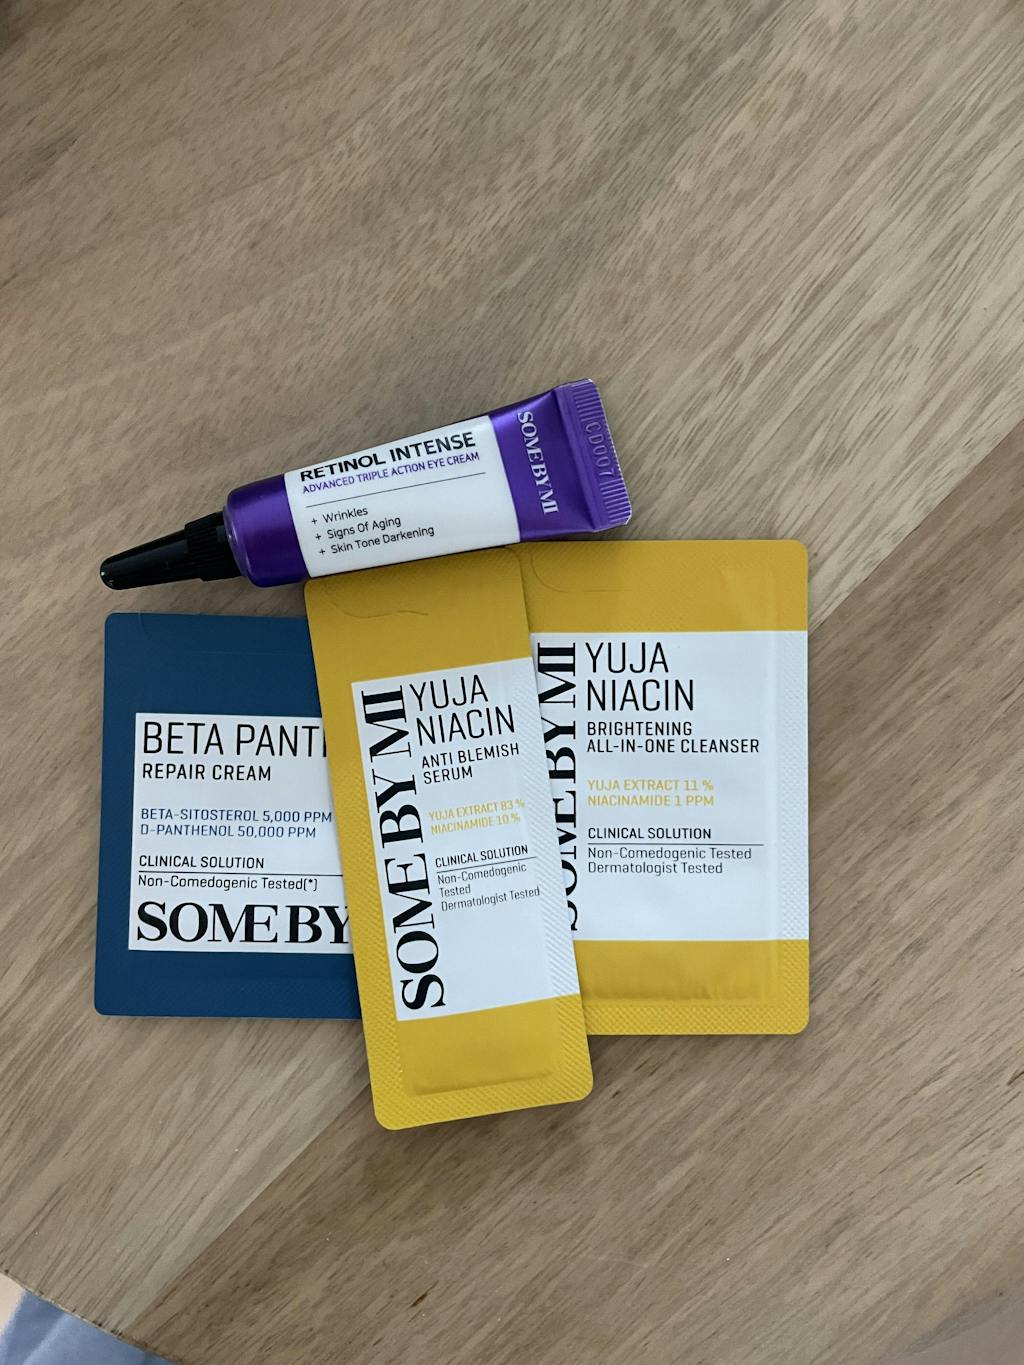 RETINOL INTENSE
ADVANCED TRIPLE ACTION EYE CREAM
+ Wrinkles
+ Signs Of Aging
+ Skin Tone Darkening
SOME BY MI
C0007
BETA PANT
REPAIR CREAM
BETA-SITOSTEROL 5,000 PPM
D-PANTHENOL 50,000 PPM
CLINICAL SOLUTION
Non-Comedogenic Tested(*)
SOME BY
SOME BY MI
YUJA
NIACIN
ANTI BLEMISH
SERUM
YUJA EXTRACT 83 %
NIACINAMIDE 10 %
CLINICAL SOLUTION
Non-Comedogenic
Tested
Dermatologist Tested
SOME BY MI
YUJA
NIACIN
BRIGHTENING
ALL-IN-ONE CLEANSER
YUJA EXTRACT 11 %
NIACINAMIDE 1 PPM
CLINICAL SOLUTION
Non-Comedogenic Tested
Dermatologist Tested